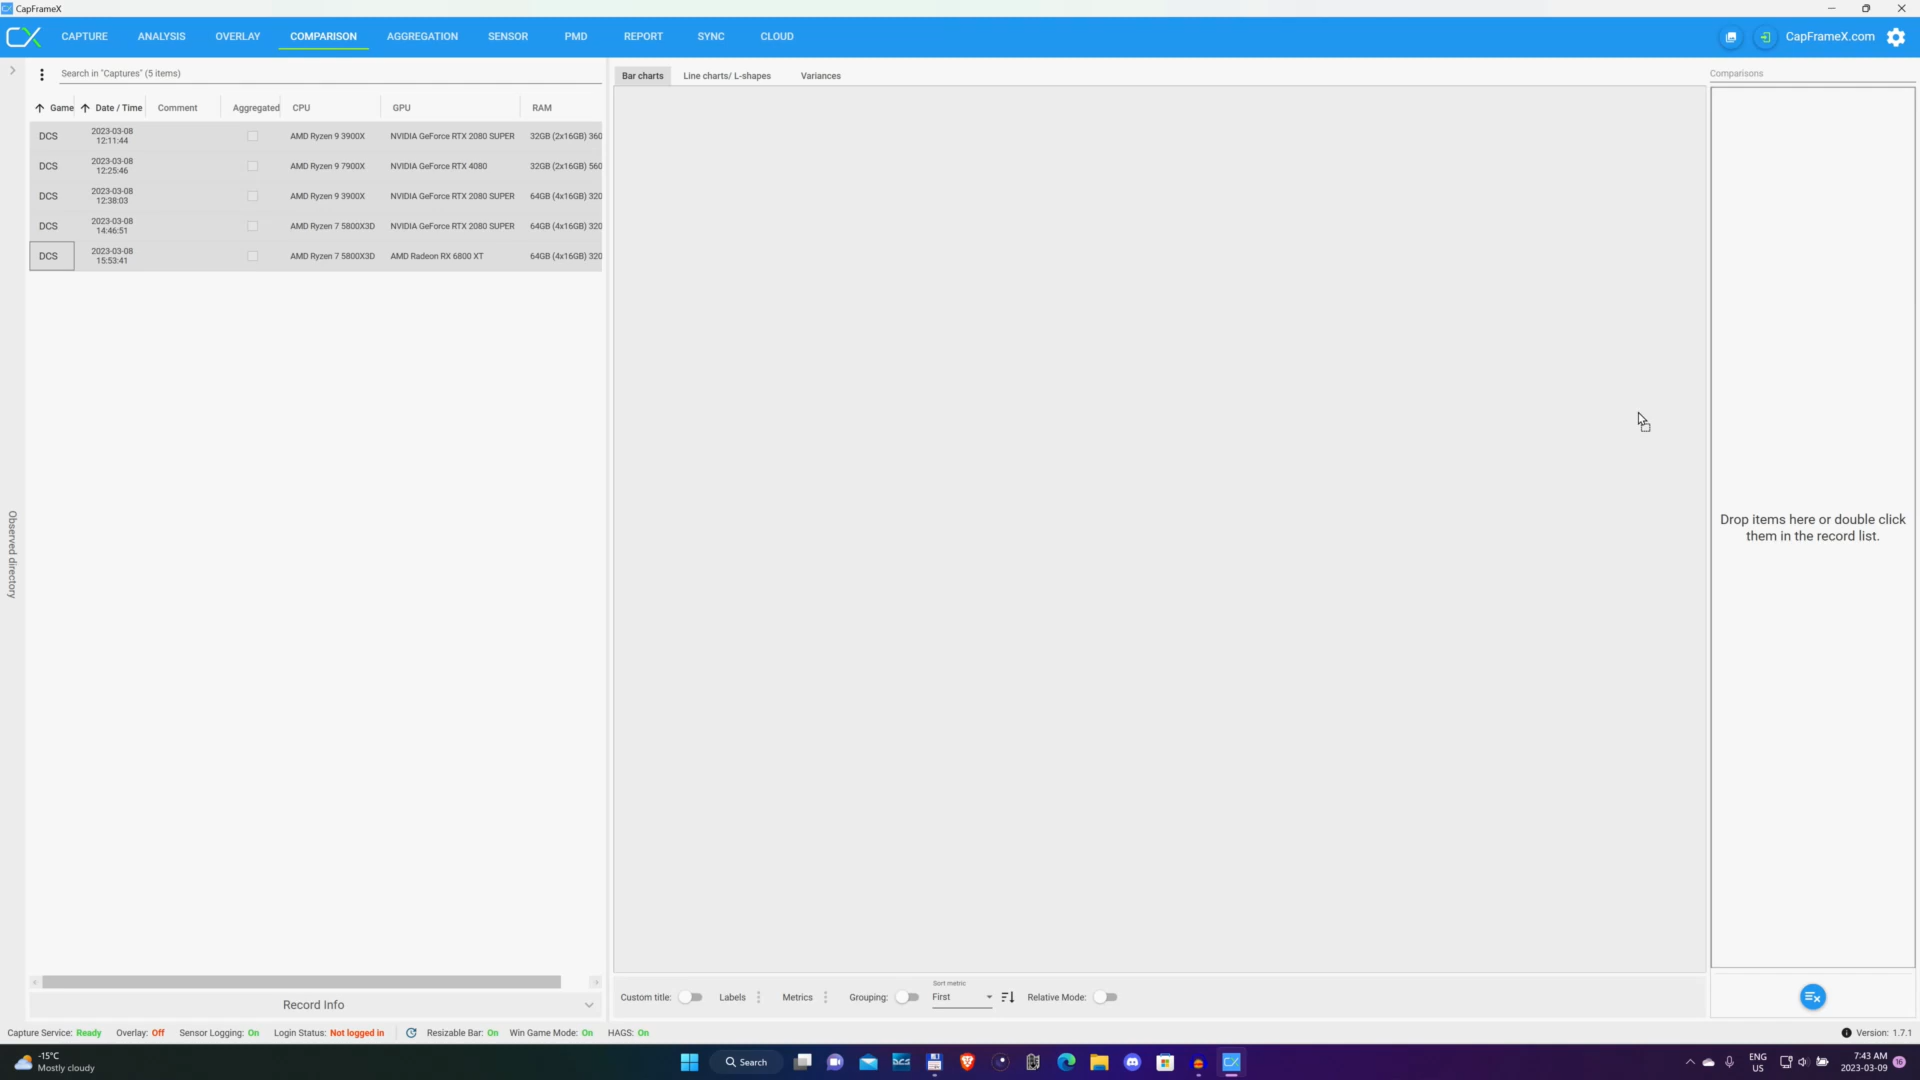 CapFrameX
CX CAPTURE ANALYSIS OVERLAY COMPARISON AGGREGATION SENSOR PMD REPORT SYNC CLOUD CapFrameX.com
Search in "Captures" (5 items)
Bar charts Line charts/ L-shapes Variances
Comparisons
Game Date / Time Comment Aggregated CPU GPU RAM
DCS 2023-03-08 12:11:44 AMD Ryzen 9 3900X NVIDIA GeForce RTX 2080 SUPER 32GB (2x16GB) 360
DCS 2023-03-08 12:25:46 AMD Ryzen 9 7900X NVIDIA GeForce RTX 4080 32GB (2x16GB) 560
DCS 2023-03-08 12:38:03 AMD Ryzen 9 3900X NVIDIA GeForce RTX 2080 SUPER 64GB (4x16GB) 320
DCS 2023-03-08 14:46:51 AMD Ryzen 7 5800X3D NVIDIA GeForce RTX 2080 SUPER 64GB (4x16GB) 320
DCS 2023-03-08 15:53:41 AMD Ryzen 7 5800X3D AMD Radeon RX 6800 XT 64GB (4x16GB) 320
Observed directory
Drop items here or double click
them in the record list.
Record Info
Custom title: Labels Metrics Grouping: Sort metric First Relative Mode:
Capture Service: Ready Overlay: Off Sensor Logging: On Login Status: Not logged in Resizable Bar: On Win Game Mode: On HAGS: On Version: 1.7.1
-15°C
Mostly cloudy
Search
DCS
CX
ENG
US
7:43 AM
2023-03-09
16